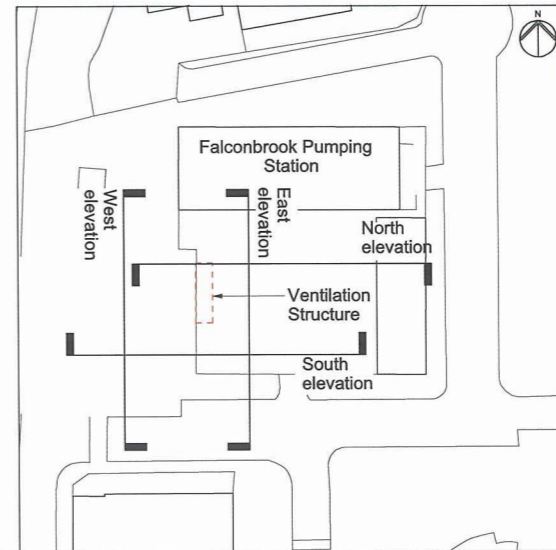 N
Falconbrook Pumping
Station
West
elevation
East
elevation
North
elevation
Ventilation
Structure
South
elevation